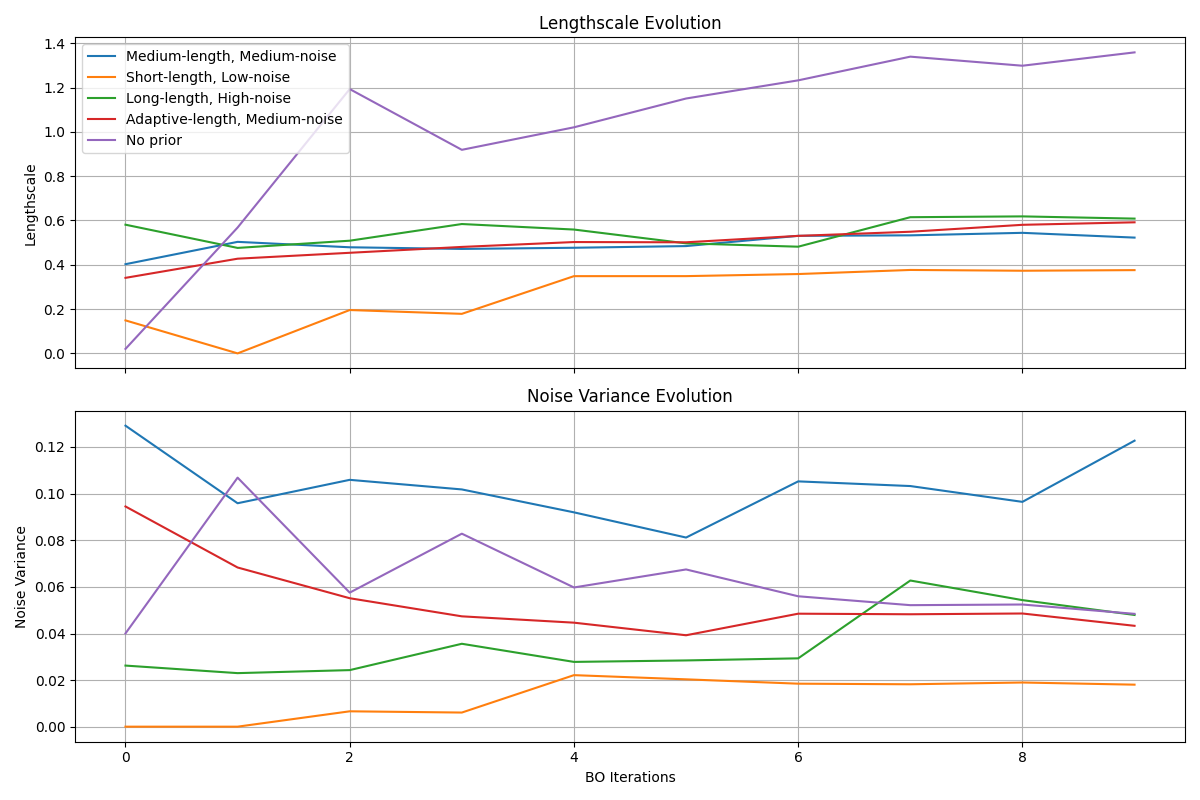 Lengthscale Evolution
1.4
1.2
1.0
0.8
0.6
0.4
0.2
0.0
Lengthscale
Medium-length, Medium-noise
Short-length, Low-noise
Long-length, High-noise
Adaptive-length, Medium-noise
No prior
Noise Variance Evolution
0.12
0.10
0.08
0.06
0.04
0.02
0.00
Noise Variance
0 2 4 6 8
BO Iterations